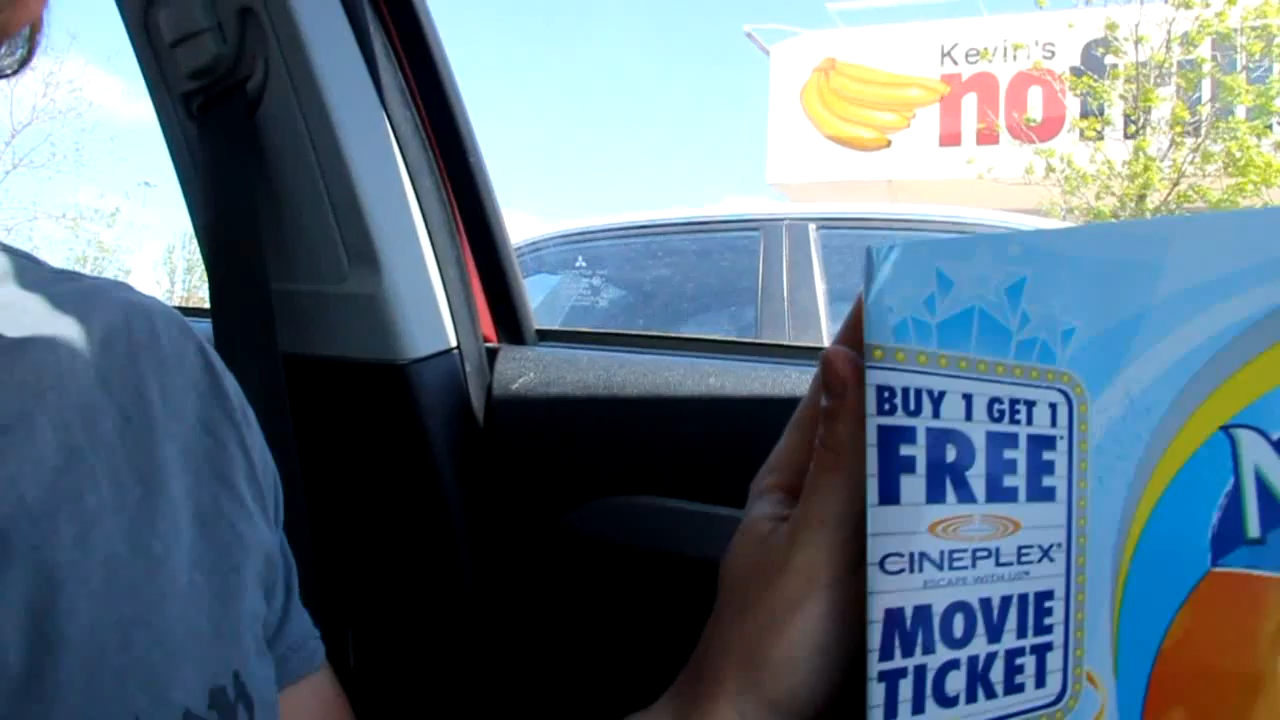 Kevin's
no
BUY 1 GET 1
FREE
CINEPLEX
ESCAPE WITH US
MOVIE
TICKET